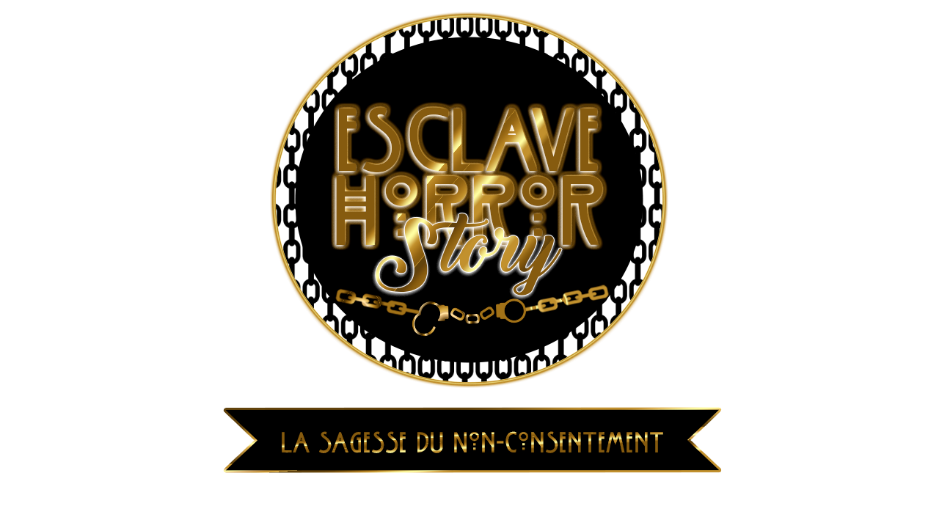 ESCLAVE
HORROR
Story
LA SAGESSE DU NON-CONSENTEMENT